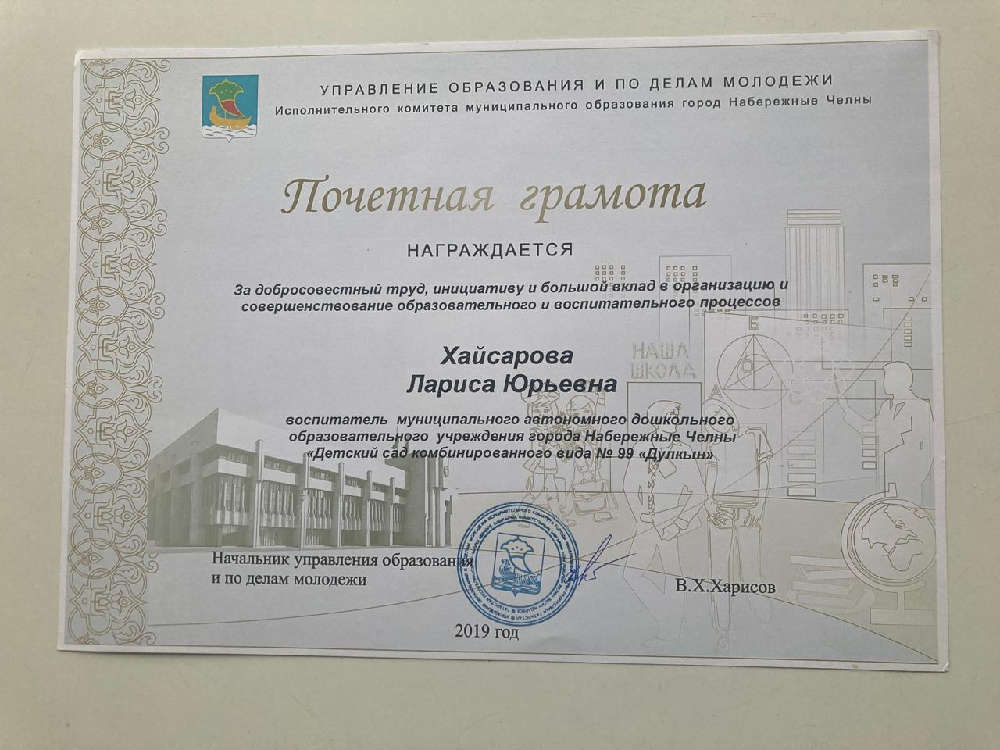 УПРАВЛЕНИЕ ОБРАЗОВАНИЯ И ПО ДЕЛАМ МОЛОДЕЖИ
Исполнительного комитета муниципального образования город Набережные Челны
Почетная грамота
НАГРАЖДАЕТСЯ
За добросовестный труд, инициативу и большой вклад в организацию и
совершенствование образовательного и воспитательного процессов
Хайсарова
Лариса Юрьевна
НАША
ШКОЛА
Б
О
А
С
воспитатель муниципального автономного дошкольного
образовательного учреждения города Набережные Челны
«Детский сад комбинированного вида № 99 «Дулкын»
Начальник управления образования
и по делам молодежи
В.Х.Харисов
2019 год